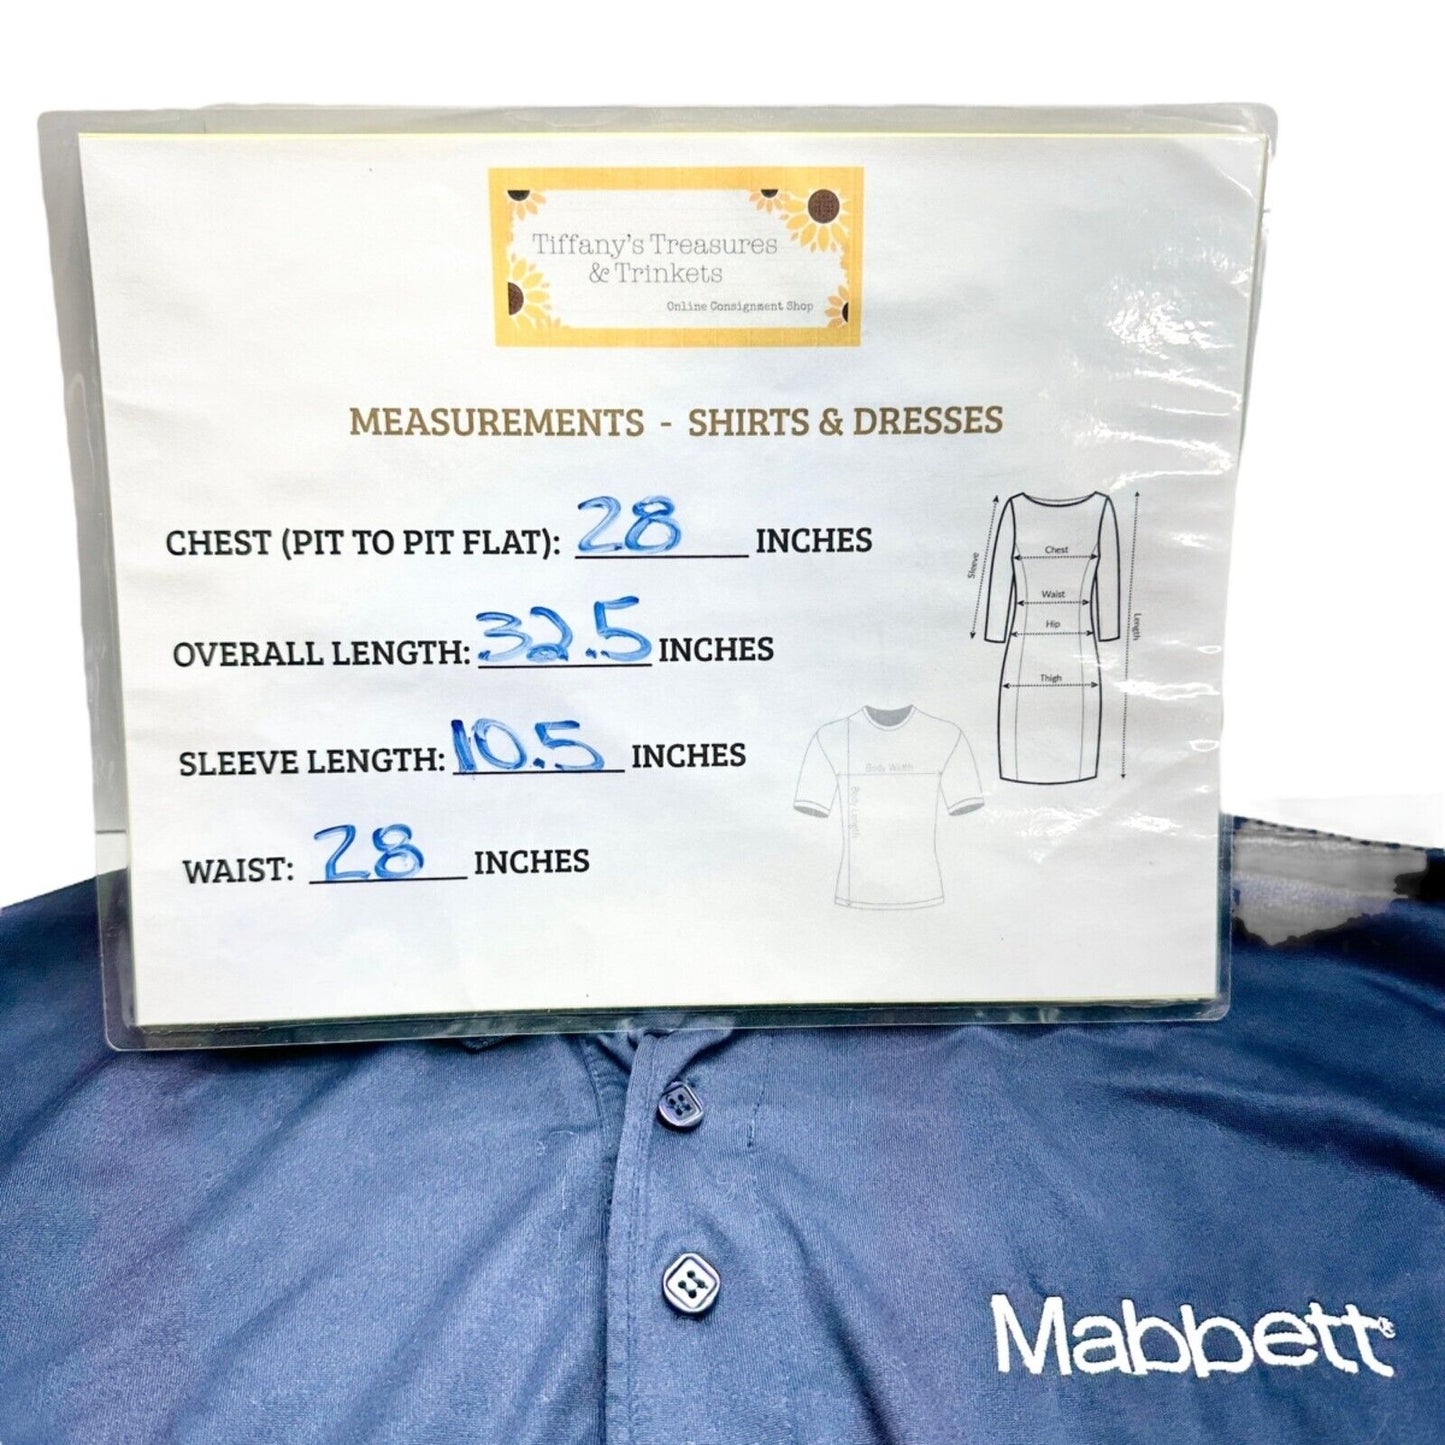 Tiffany's Treasures
& Trinkets
Online Consignment Shop
MEASUREMENTS - SHIRTS & DRESSES
CHEST (PIT TO PIT FLAT): 28 INCHES
OVERALL LENGTH: 32.5 INCHES
SLEEVE LENGTH: 10.5 INCHES
WAIST: 28 INCHES
Sleeve
Chest
Waist
Hip
Thigh
Length
Body Width
Body Length
Mabbett®